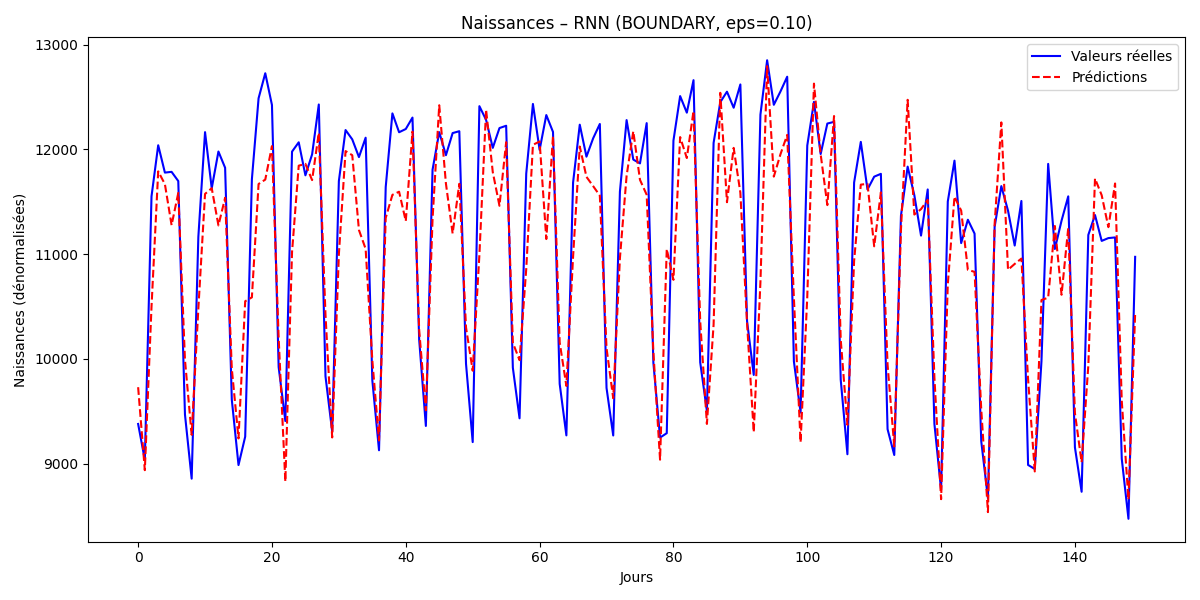 Naissances – RNN (BOUNDARY, eps=0.10)
Valeurs réelles
Prédictions
Naissances (dénormalisées)
13000
12000
11000
10000
9000
0 20 40 60 80 100 120 140
Jours